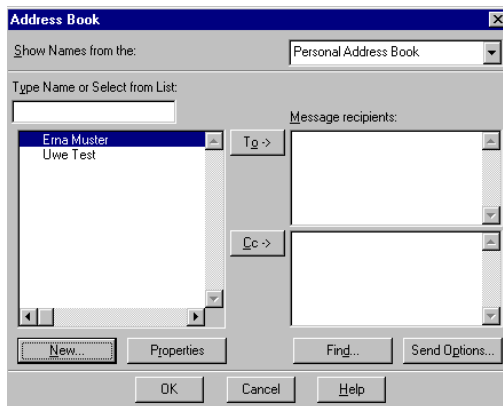 Address Book
Show Names from the:
Personal Address Book
Type Name or Select from List:
Message recipients:
Erna Muster
Uwe Test
To ->
Cc ->
New...
Properties
Find...
Send Options...
OK
Cancel
Help